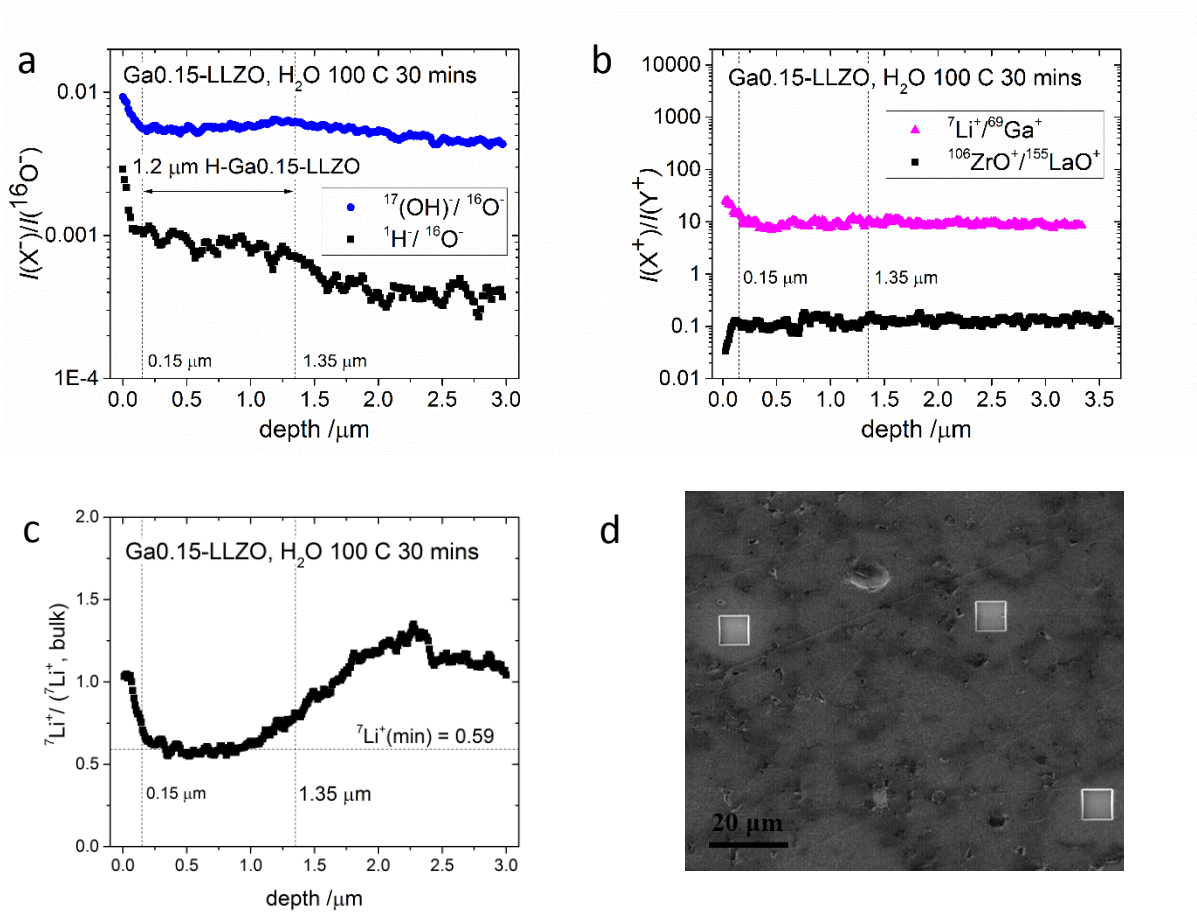 a
Ga0.15-LLZO, H₂O 100 C 30 mins
1.2 μm H-Ga0.15-LLZO
¹⁷(OH)⁻/ ¹⁶O⁻
¹H⁻/ ¹⁶O⁻
0.15 μm
1.35 μm
0.01
0.001
1E-4
I(X⁻)/I(¹⁶O⁻)
0.0 0.5 1.0 1.5 2.0 2.5 3.0
depth /μm
b
Ga0.15-LLZO, H₂O 100 C 30 mins
⁷Li⁺/⁶⁹Ga⁺
¹⁰⁶ZrO⁺/¹⁵⁵LaO⁺
0.15 μm
1.35 μm
10000
1000
100
10
1
0.1
0.01
I(X⁺)/I(Y⁺)
0.0 0.5 1.0 1.5 2.0 2.5 3.0 3.5
depth /μm
c
Ga0.15-LLZO, H₂O 100 C 30 mins
⁷Li⁺(min) = 0.59
0.15 μm
1.35 μm
2.0
1.5
1.0
0.5
0.0
⁷Li⁺/ (⁷Li⁺, bulk)
0.0 0.5 1.0 1.5 2.0 2.5 3.0
depth /μm
d
20 μm